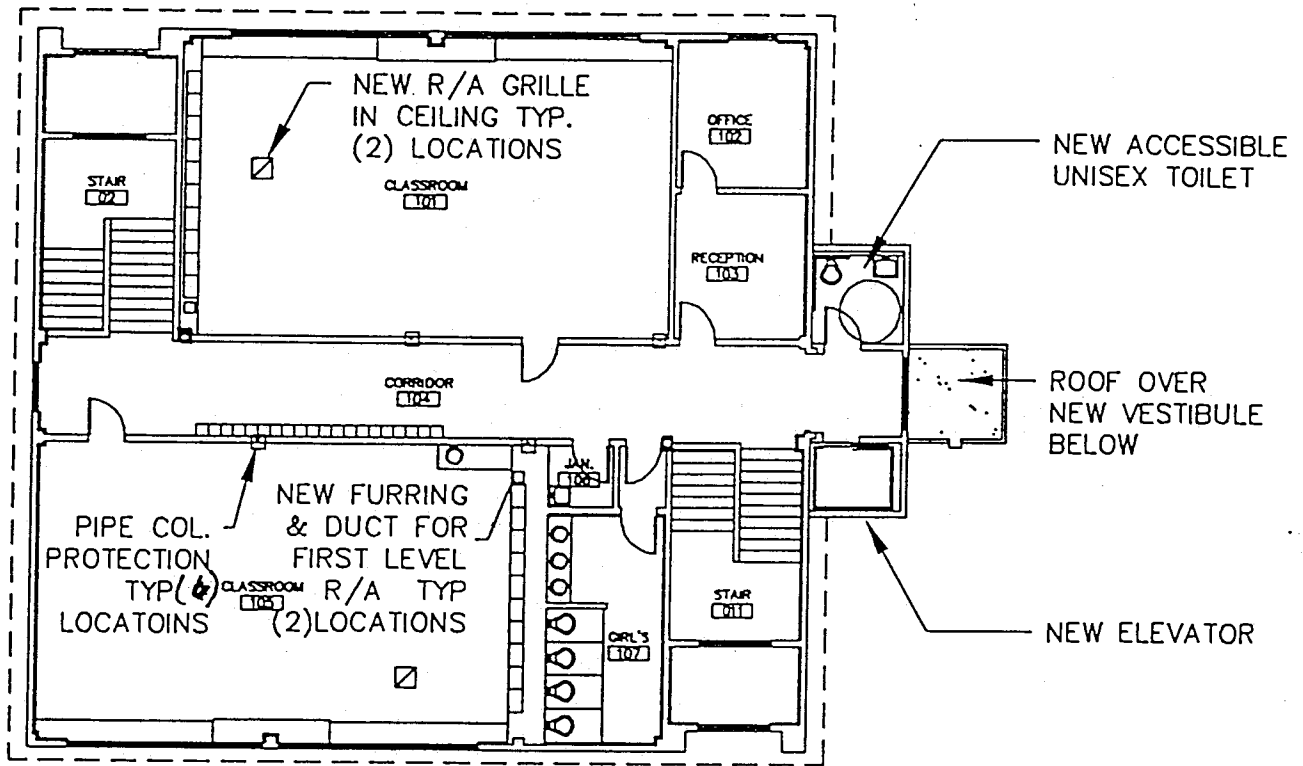 NEW R/A GRILLE
IN CEILING TYP.
(2) LOCATIONS
OFFICE
102
NEW ACCESSIBLE
UNISEX TOILET
STAIR
02
CLASSROOM
101
RECEPTION
103
CORRIDOR
104
ROOF OVER
NEW VESTIBULE
BELOW
JAN.
106
NEW FURRING
& DUCT FOR
FIRST LEVEL
R/A TYP
(2)LOCATIONS
PIPE COL.
PROTECTION
TYP
LOCATOINS
CLASSROOM
105
STAIR
011
GIRL'S
107
NEW ELEVATOR